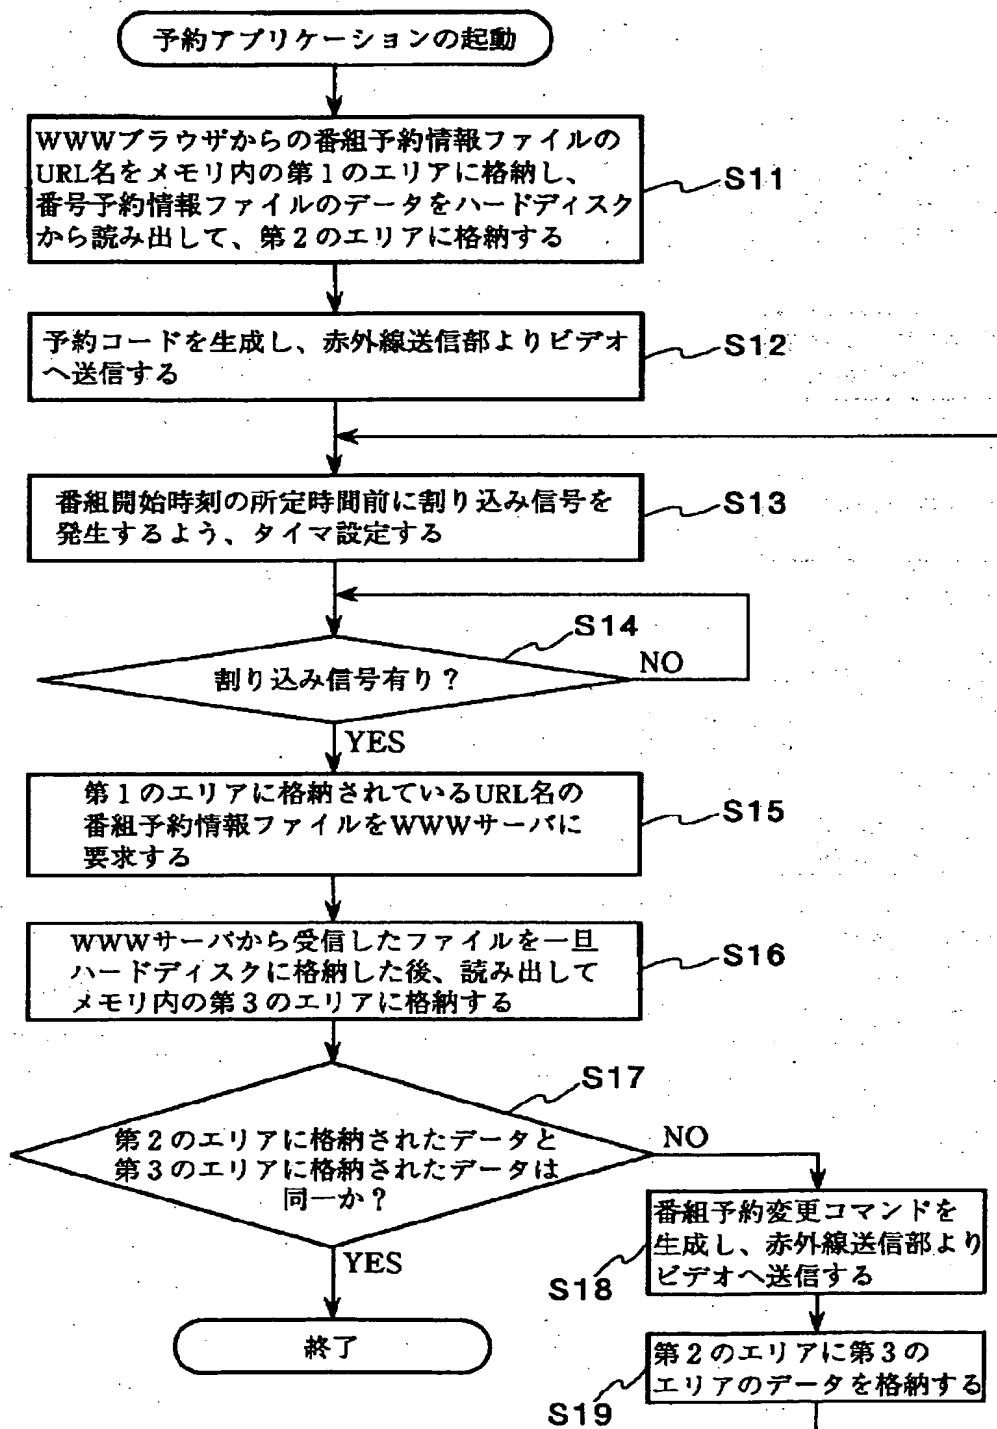 予約アプリケーションの起動
WWWブラウザからの番組予約情報ファイルの
URL名をメモリ内の第1のエリアに格納し、
番号予約情報ファイルのデータをハードディスク
から読み出して、第2のエリアに格納する
S11
予約コードを生成し、赤外線送信部よりビデオ
へ送信する
S12
番組開始時刻の所定時間前に割り込み信号を
発生するよう、タイマ設定する
S13
S14
割り込み信号有り？
NO
YES
第1のエリアに格納されているURL名の
番組予約情報ファイルをWWWサーバに
要求する
S15
WWWサーバから受信したファイルを一旦
ハードディスクに格納した後、読み出して
メモリ内の第3のエリアに格納する
S16
S17
第2のエリアに格納されたデータと
第3のエリアに格納されたデータは
同一か？
NO
YES
番組予約変更コマンドを
生成し、赤外線送信部より
ビデオへ送信する
S18
終了
第2のエリアに第3の
エリアのデータを格納する
S19